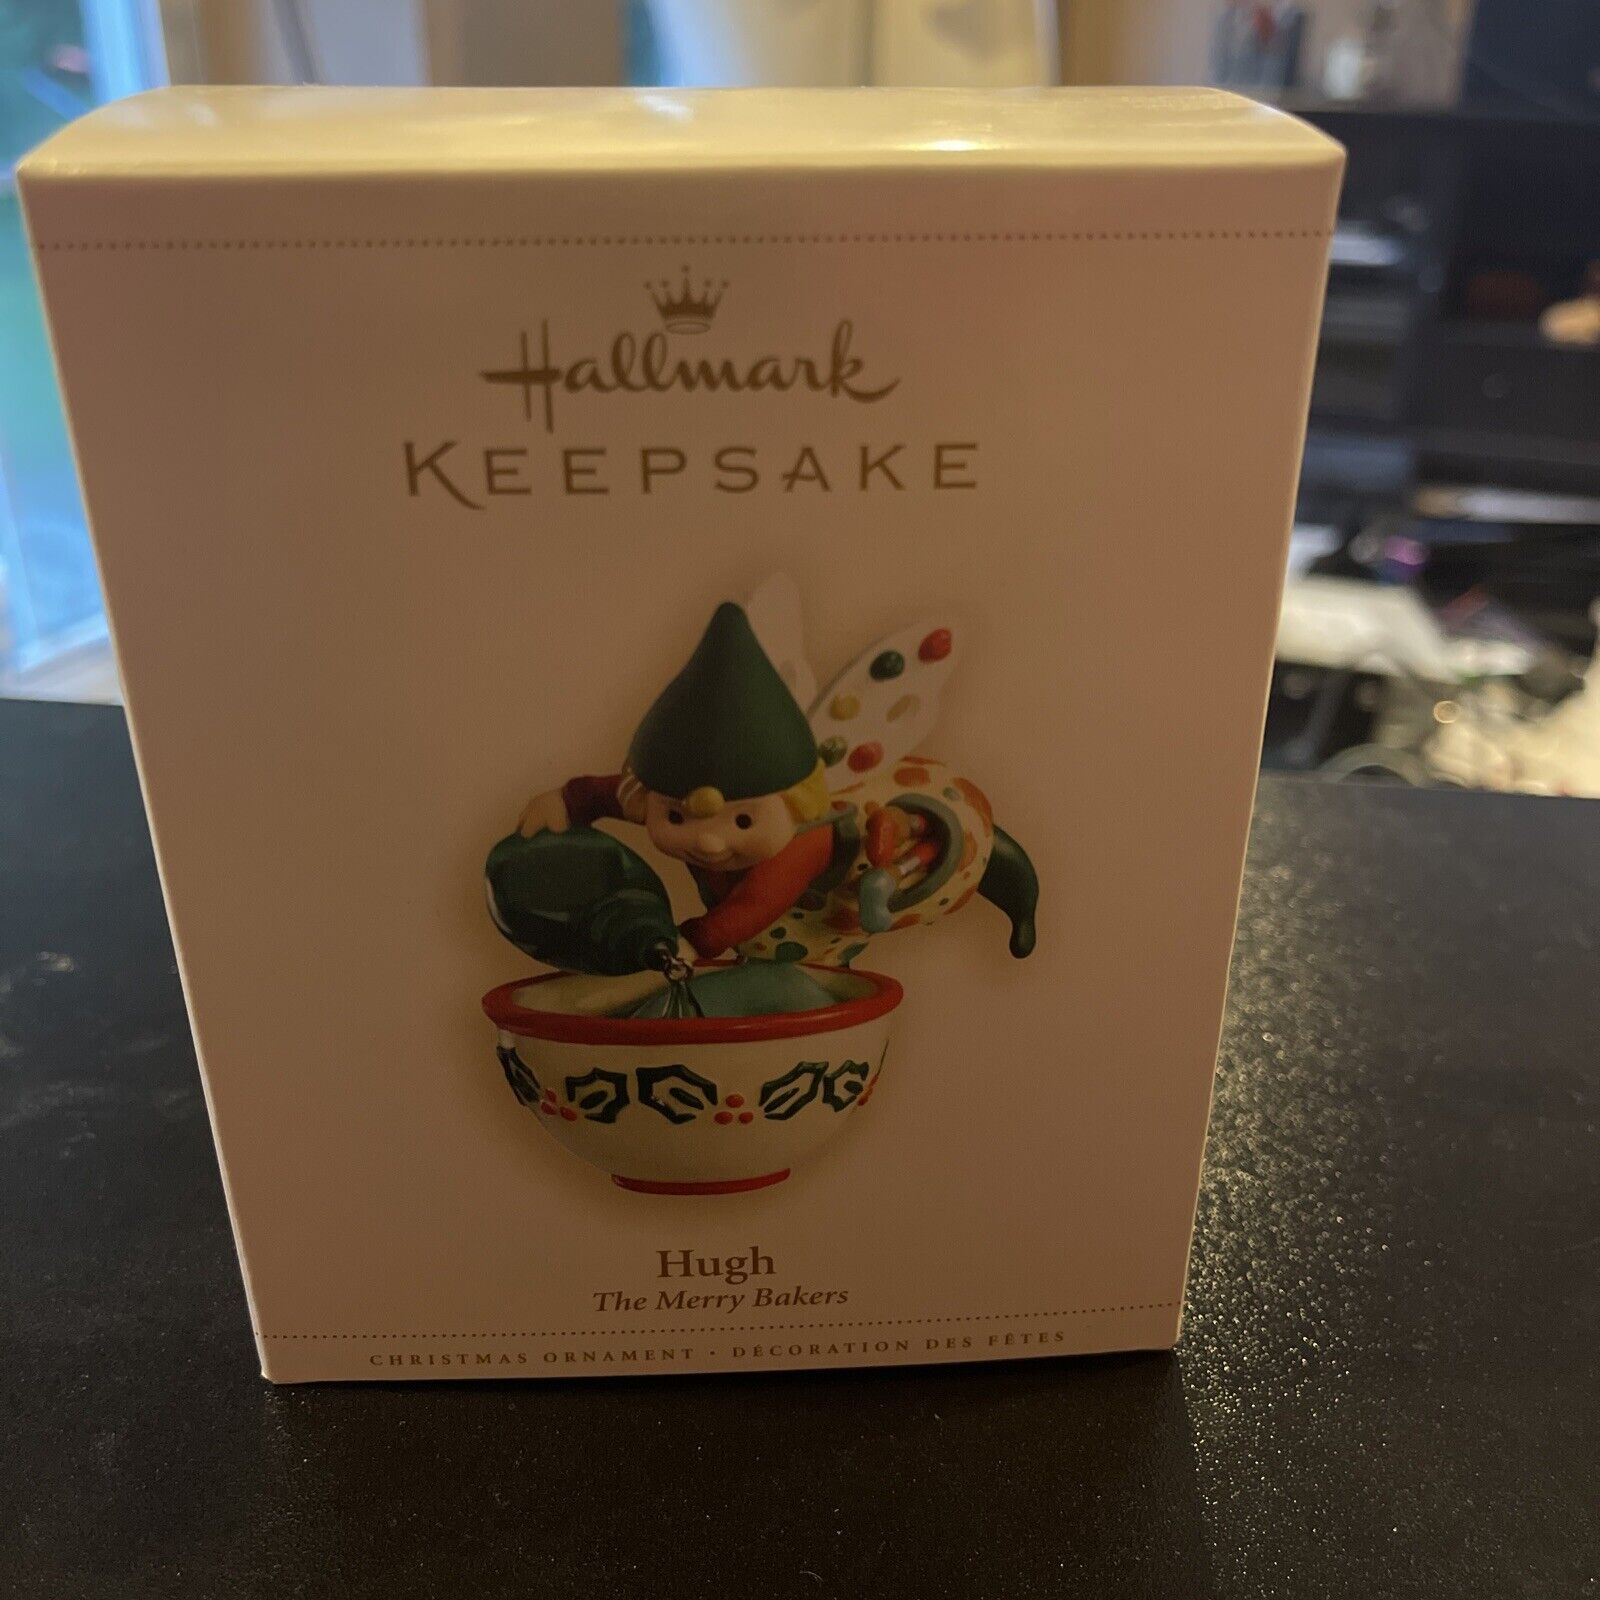 Hallmark
KEEPSAKE
Hugh
The Merry Bakers
CHRISTMAS ORNAMENT • DÉCORATION DES FÊTES